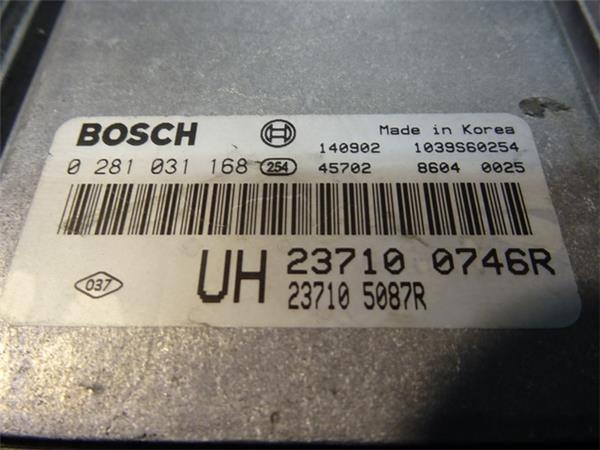 BOSCH Made in Korea
140902 1039S60254
0 281 031 168 254 45702 8604 0025
UH 23710 0746R
037 23710 5087R